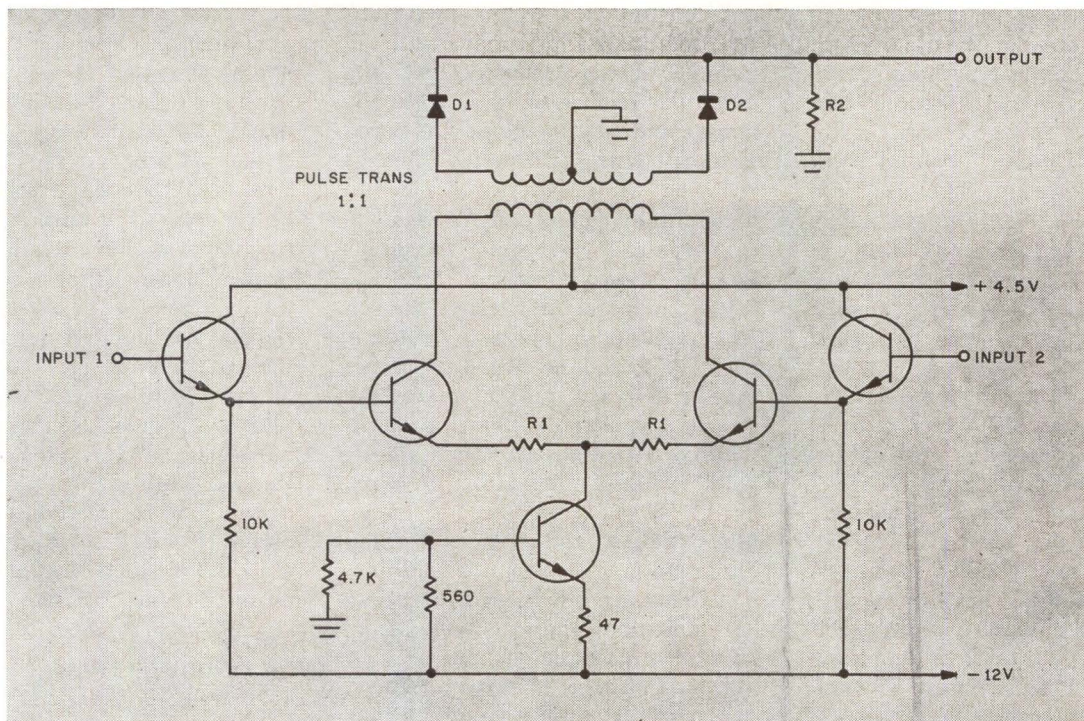 OUTPUT
D1
D2
R2
PULSE TRANS
1:1
+ 4.5V
INPUT 1
INPUT 2
R1
R1
10K
10K
4.7K
560
47
-12V